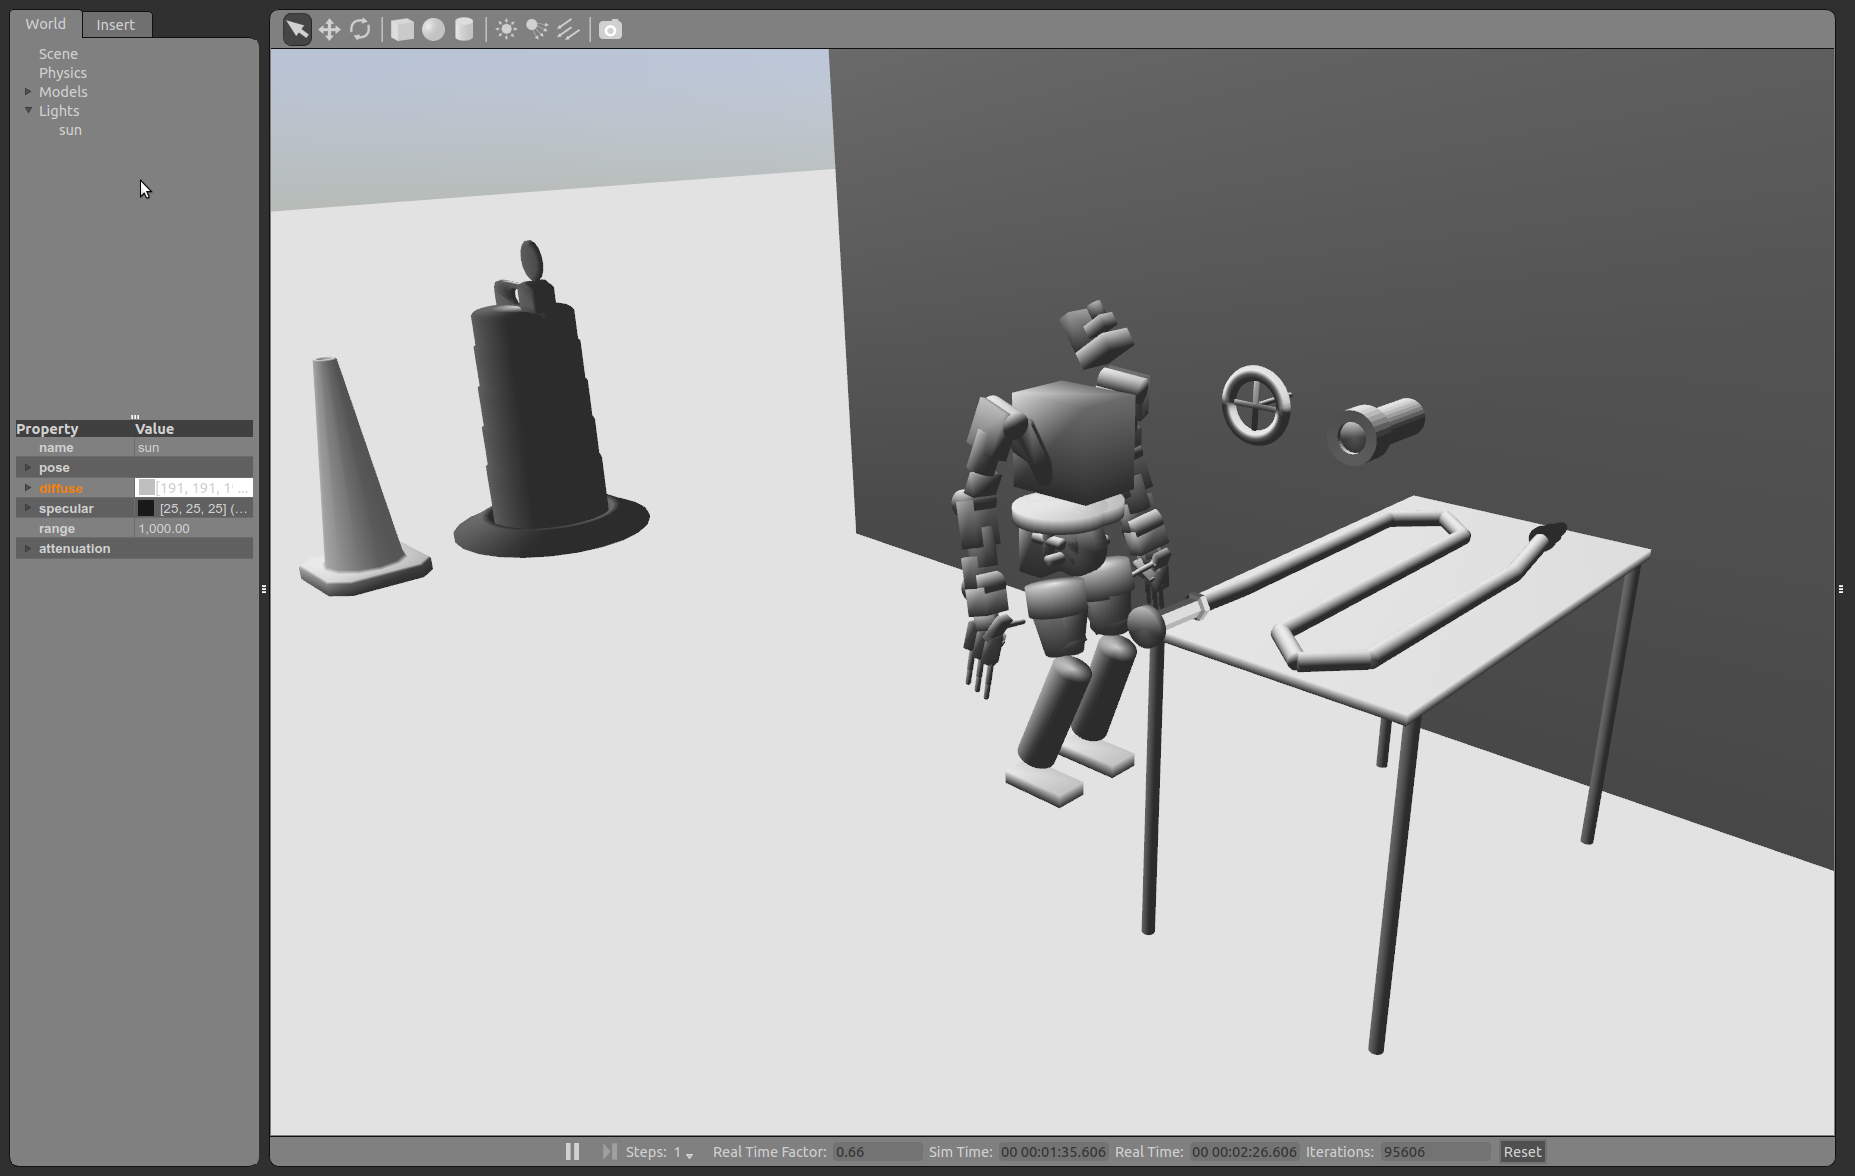 World Insert
Scene
Physics
Models
Lights
sun
Property Value
name sun
pose
diffuse [191, 191, 1 ...
specular [25, 25, 25] (...
range 1,000.00
attenuation
Steps: 1 Real Time Factor: 0.66 Sim Time: 00 00:01:35.606 Real Time: 00 00:02:26.606 Iterations: 95606 Reset